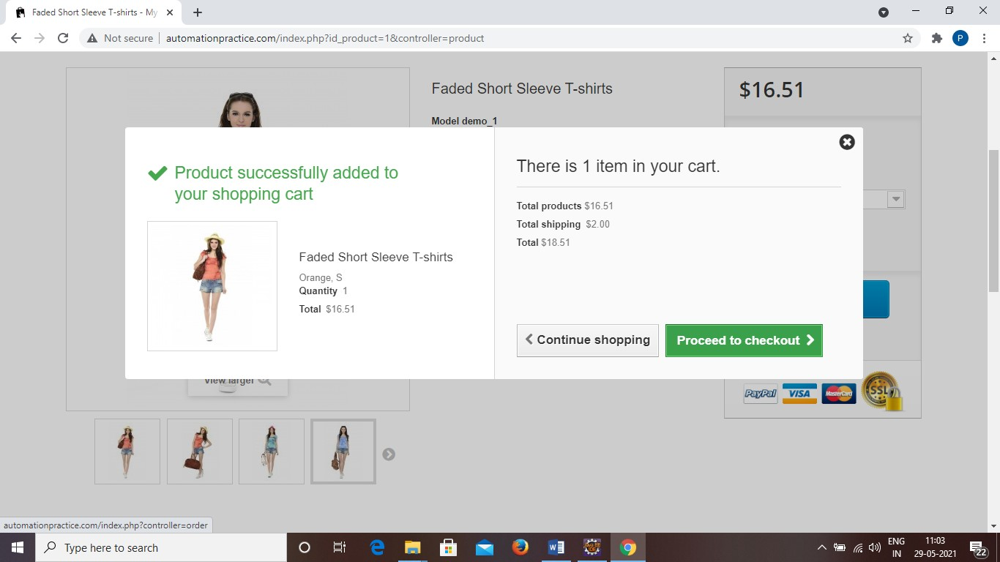 Faded Short Sleeve T-shirts - My
Not secure
automationpractice.com/index.php?id_product=1&controller=product
P
Faded Short Sleeve T-shirts
Model demo_1
$16.51
Product successfully added to
your shopping cart
Faded Short Sleeve T-shirts
Orange, S
Quantity 1
Total $16.51
There is 1 item in your cart.
Total products $16.51
Total shipping $2.00
Total $18.51
Continue shopping
Proceed to checkout
View larger
PayPal
VISA
MasterCard
SSL
automationpractice.com/index.php?controller=order
Type here to search
Java EE
IDE
ENG
IN
11:03
29-05-2021
22